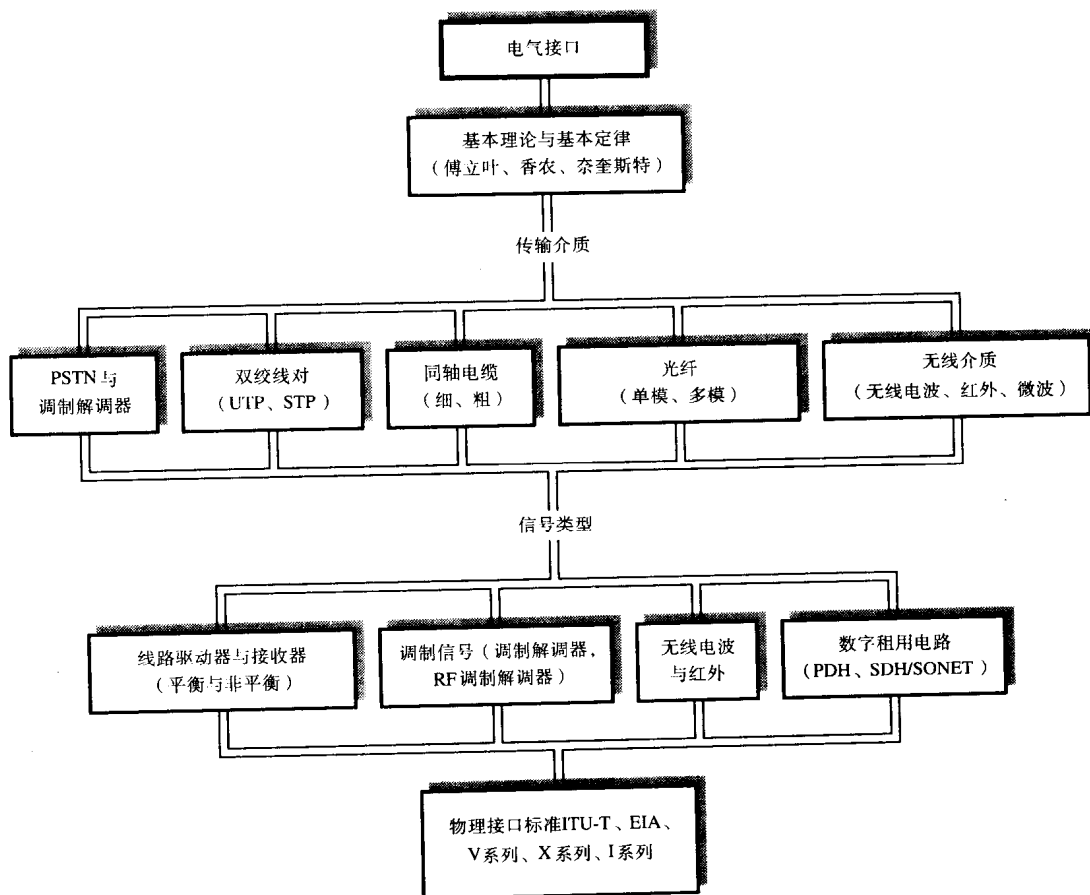 电气接口
基本理论与基本定律
(傅立叶、香农、奈奎斯特)
传输介质
PSTN与
调制解调器
双绞线对
(UTP、STP)
同轴电缆
(细、粗)
光纤
(单模、多模)
无线介质
(无线电波、红外、微波)
信号类型
线路驱动器与接收器
(平衡与非平衡)
调制信号(调制解调器,
RF调制解调器)
无线电波
与红外
数字租用电路
(PDH、SDH/SONET)
物理接口标准ITU-T、EIA、
V系列、X系列、I系列